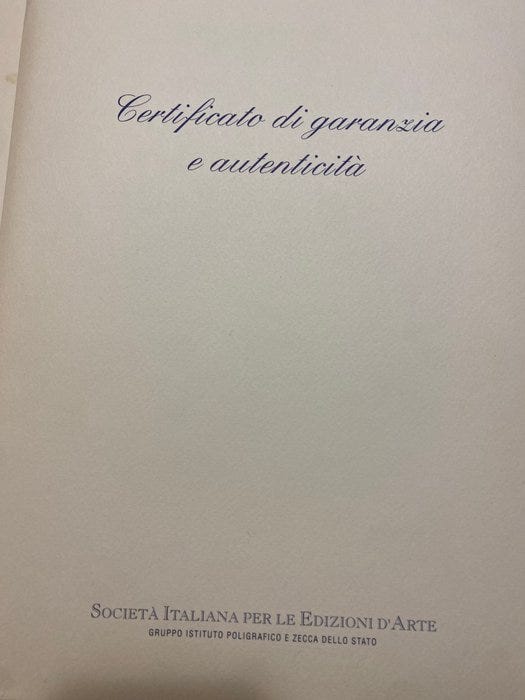 Certificato di garanzia
e autenticità
SOCIETÀ ITALIANA PER LE EDIZIONI D'ARTE
GRUPPO ISTITUTO POLIGRAFICO E ZECCA DELLO STATO